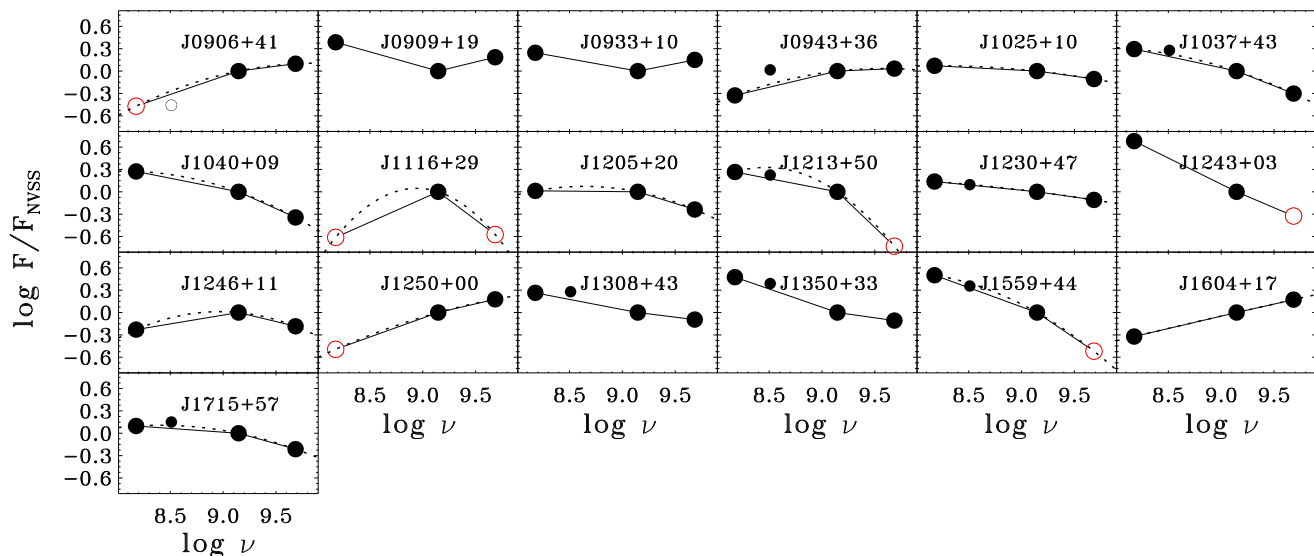 log F/F_NVSS
0.6
0.3
0.0
−0.3
−0.6
J0906+41
J0909+19
J0933+10
J0943+36
J1025+10
J1037+43
0.6
0.3
0.0
−0.3
−0.6
J1040+09
J1116+29
J1205+20
J1213+50
J1230+47
J1243+03
0.6
0.3
0.0
−0.3
−0.6
J1246+11
J1250+00
J1308+43
J1350+33
J1559+44
J1604+17
0.6
0.3
0.0
−0.3
−0.6
J1715+57
8.5 9.0 9.5
8.5 9.0 9.5
8.5 9.0 9.5
8.5 9.0 9.5
8.5 9.0 9.5
log ν
log ν
log ν
log ν
log ν
8.5 9.0 9.5
log ν